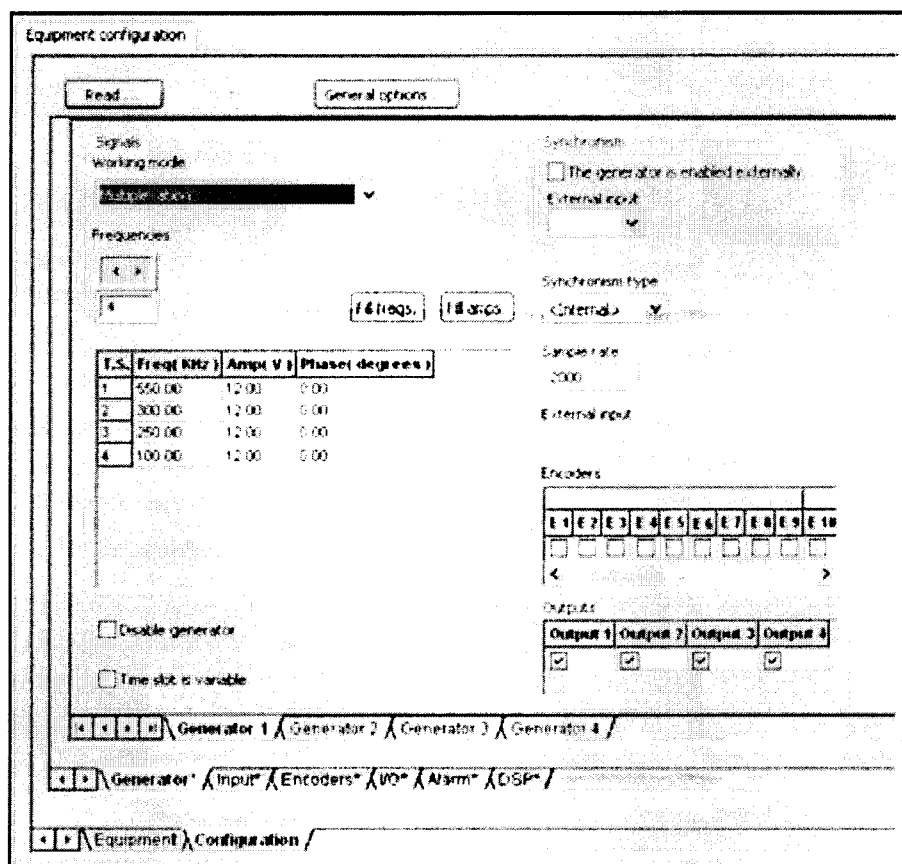 Equipment configuration
Read...
General options...
Signals
Working mode
Synchronism
The generator is enabled externally
External input
Frequencies
4
Fill freqs.
Fill amps.
Synchronism type
<Internal>
Sample rate
2000
External input
T.S. Freq( KHz ) Amp( V ) Phase( degrees )
1 550.00 12.00 0.00
2 300.00 12.00 0.00
3 250.00 12.00 0.00
4 100.00 12.00 0.00
Encoders
E 1 E 2 E 3 E 4 E 5 E 6 E 7 E 8 E 9 E 10
Outputs
Output 1 Output 2 Output 3 Output 4
Disable generator
Time slot is variable
Generator 1 Generator 2 Generator 3 Generator 4
Generator* Input* Encoders* I/O* Alarm* DSP*
Equipment Configuration